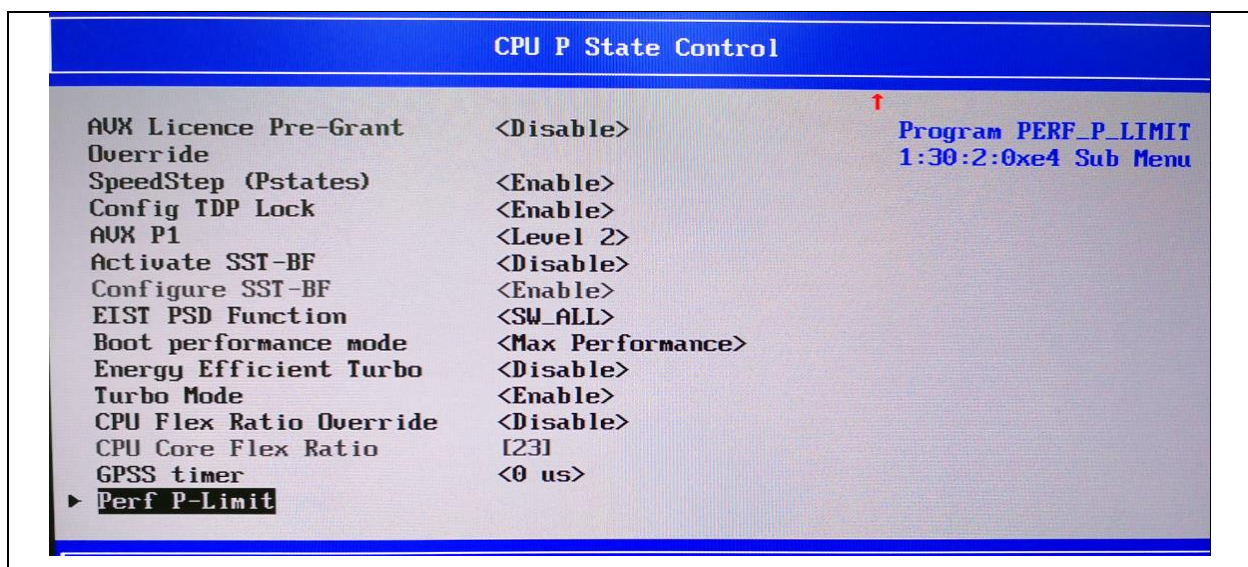 CPU P State Control
↑
AVX Licence Pre-Grant <Disable> Program PERF_P_LIMIT
Override 1:30:2:0xe4 Sub Menu
SpeedStep (Pstates) <Enable>
Config TDP Lock <Enable>
AVX P1 <Level 2>
Activate SST-BF <Disable>
Configure SST-BF <Enable>
EIST PSD Function <SW_ALL>
Boot performance mode <Max Performance>
Energy Efficient Turbo <Disable>
Turbo Mode <Enable>
CPU Flex Ratio Override <Disable>
CPU Core Flex Ratio [23]
GPSS timer <0 us>
► Perf P-Limit